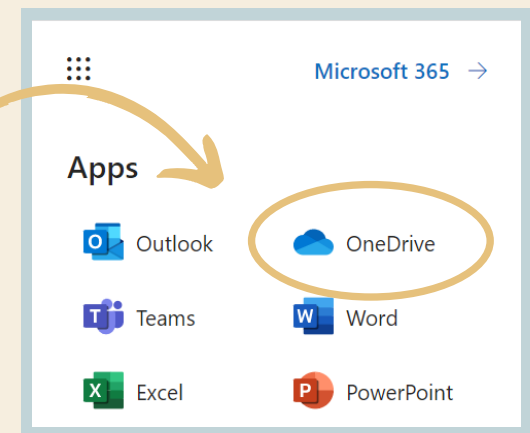 Microsoft 365 →
Apps
Outlook
OneDrive
Teams
Word
Excel
PowerPoint